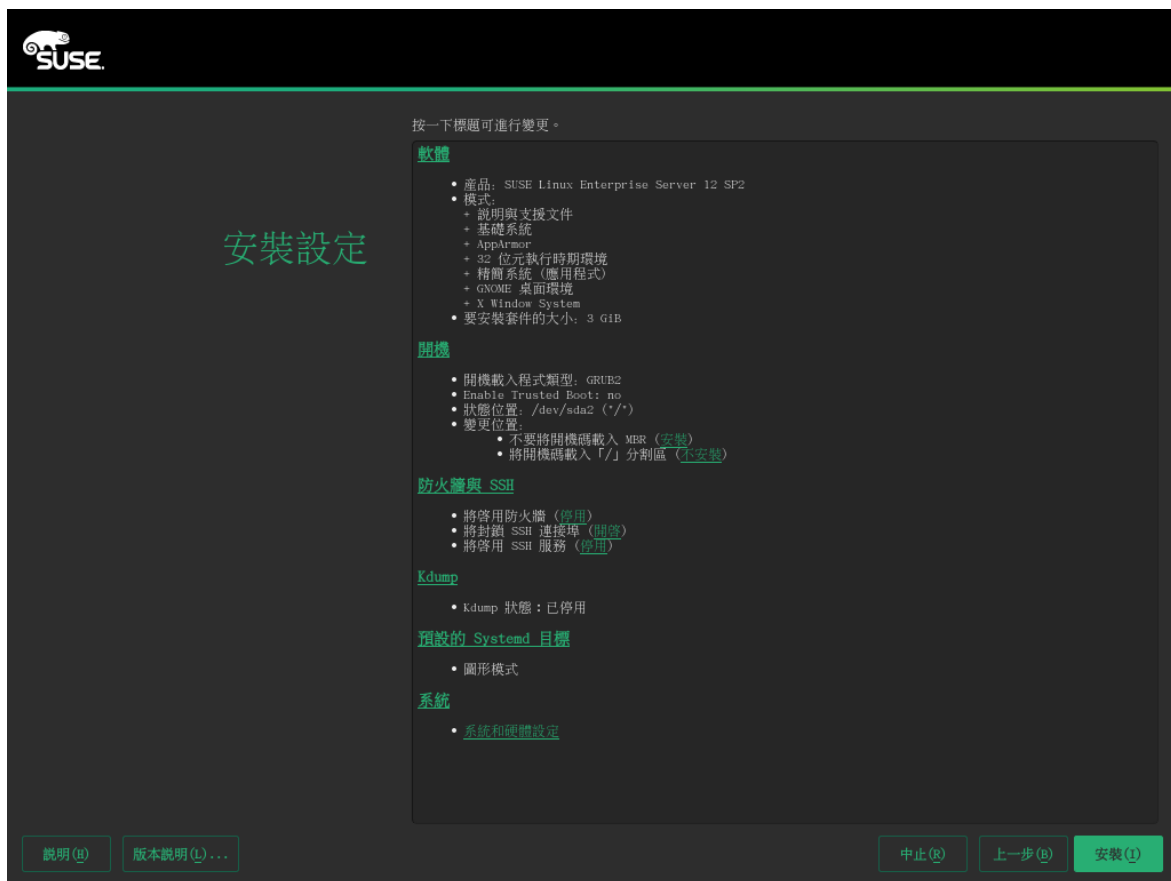 SUSE.
按一下標題可進行變更。
安裝設定
軟體
• 產品: SUSE Linux Enterprise Server 12 SP2
• 模式:
+ 說明與支援文件
+ 基礎系統
+ AppArmor
+ 32 位元執行時期環境
+ 精簡系統 (應用程式)
+ GNOME 桌面環境
+ X Window System
• 要安裝套件的大小: 3 GiB
開機
• 開機載入程式類型: GRUB2
• Enable Trusted Boot: no
• 狀態位置: /dev/sda2 ("/")
• 變更位置:
• 不要將開機碼載入 MBR (安裝)
• 將開機碼載入「/」分割區 (不安裝)
防火牆與 SSH
• 將啓用防火牆 (停用)
• 將封鎖 SSH 連接埠 (開啓)
• 將啓用 SSH 服務 (停用)
Kdump
• Kdump 狀態：已停用
預設的 Systemd 目標
• 圖形模式
系統
• 系統和硬體設定
說明(H) 版本說明(L)... 中止(R) 上一步(B) 安裝(I)